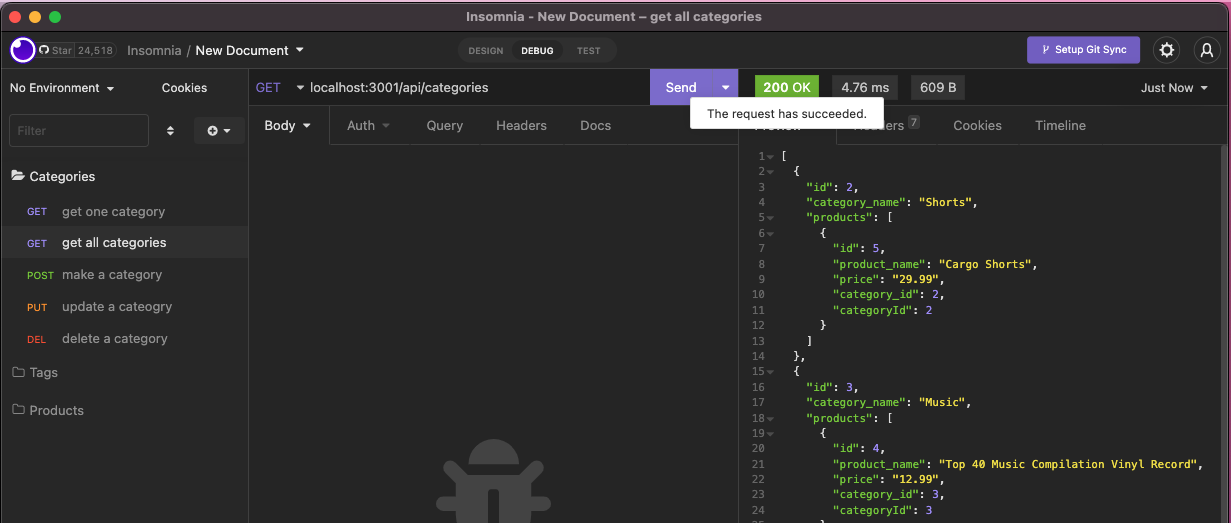 Insomnia - New Document – get all categories
Star 24,518 Insomnia / New Document DESIGN DEBUG TEST Setup Git Sync
No Environment Cookies GET localhost:3001/api/categories Send 200 OK 4.76 ms 609 B Just Now
The request has succeeded.
Filter Body Auth Query Headers Docs Preview Headers 7 Cookies Timeline
Categories
GET get one category
GET get all categories
POST make a category
PUT update a cateogry
DEL delete a category
Tags
Products
1 [
2 {
3 "id": 2,
4 "category_name": "Shorts",
5 "products": [
6 {
7 "id": 5,
8 "product_name": "Cargo Shorts",
9 "price": "29.99",
10 "category_id": 2,
11 "categoryId": 2
12 }
13 ]
14 },
15 {
16 "id": 3,
17 "category_name": "Music",
18 "products": [
19 {
20 "id": 4,
21 "product_name": "Top 40 Music Compilation Vinyl Record",
22 "price": "12.99",
23 "category_id": 3,
24 "categoryId": 3